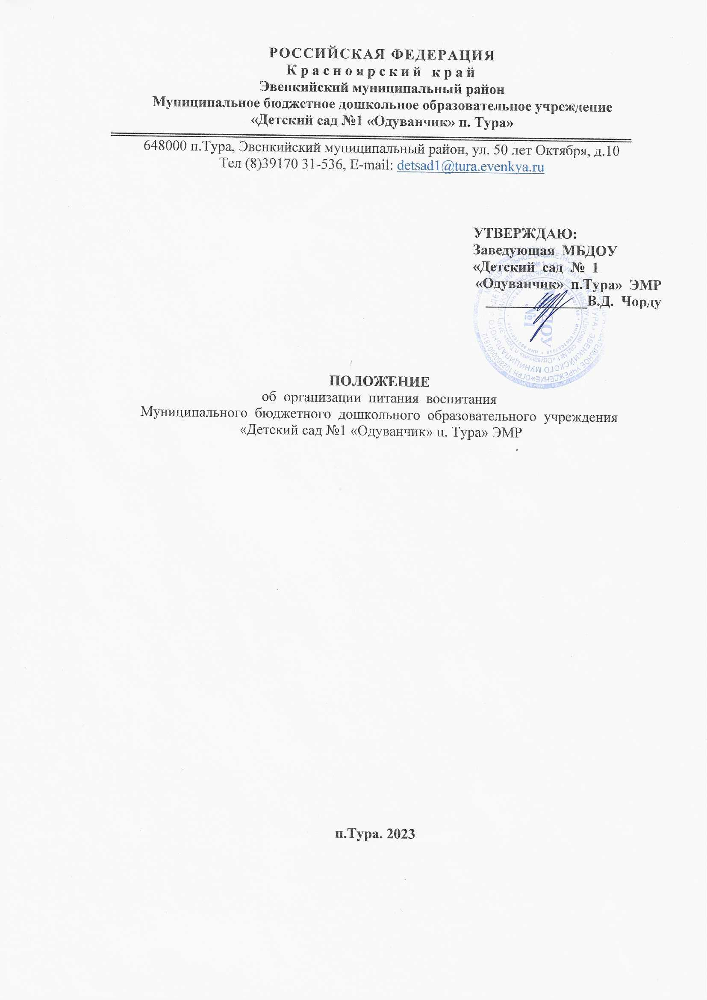 РОССИЙСКАЯ ФЕДЕРАЦИЯ
К р а с н о я р с к и й к р а й
Эвенкийский муниципальный район
Муниципальное бюджетное дошкольное образовательное учреждение
«Детский сад №1 «Одуванчик» п. Тура»
648000 п.Тура, Эвенкийский муниципальный район, ул. 50 лет Октября, д.10
Тел (8)39170 31-536, E-mail: detsad1@tura.evenkya.ru
УТВЕРЖДАЮ:
Заведующая МБДОУ
«Детский сад № 1
«Одуванчик» п.Тура» ЭМР
______________В.Д. Чорду
ПОЛОЖЕНИЕ
об организации питания воспитания
Муниципального бюджетного дошкольного образовательного учреждения
«Детский сад №1 «Одуванчик» п. Тура» ЭМР
п.Тура. 2023